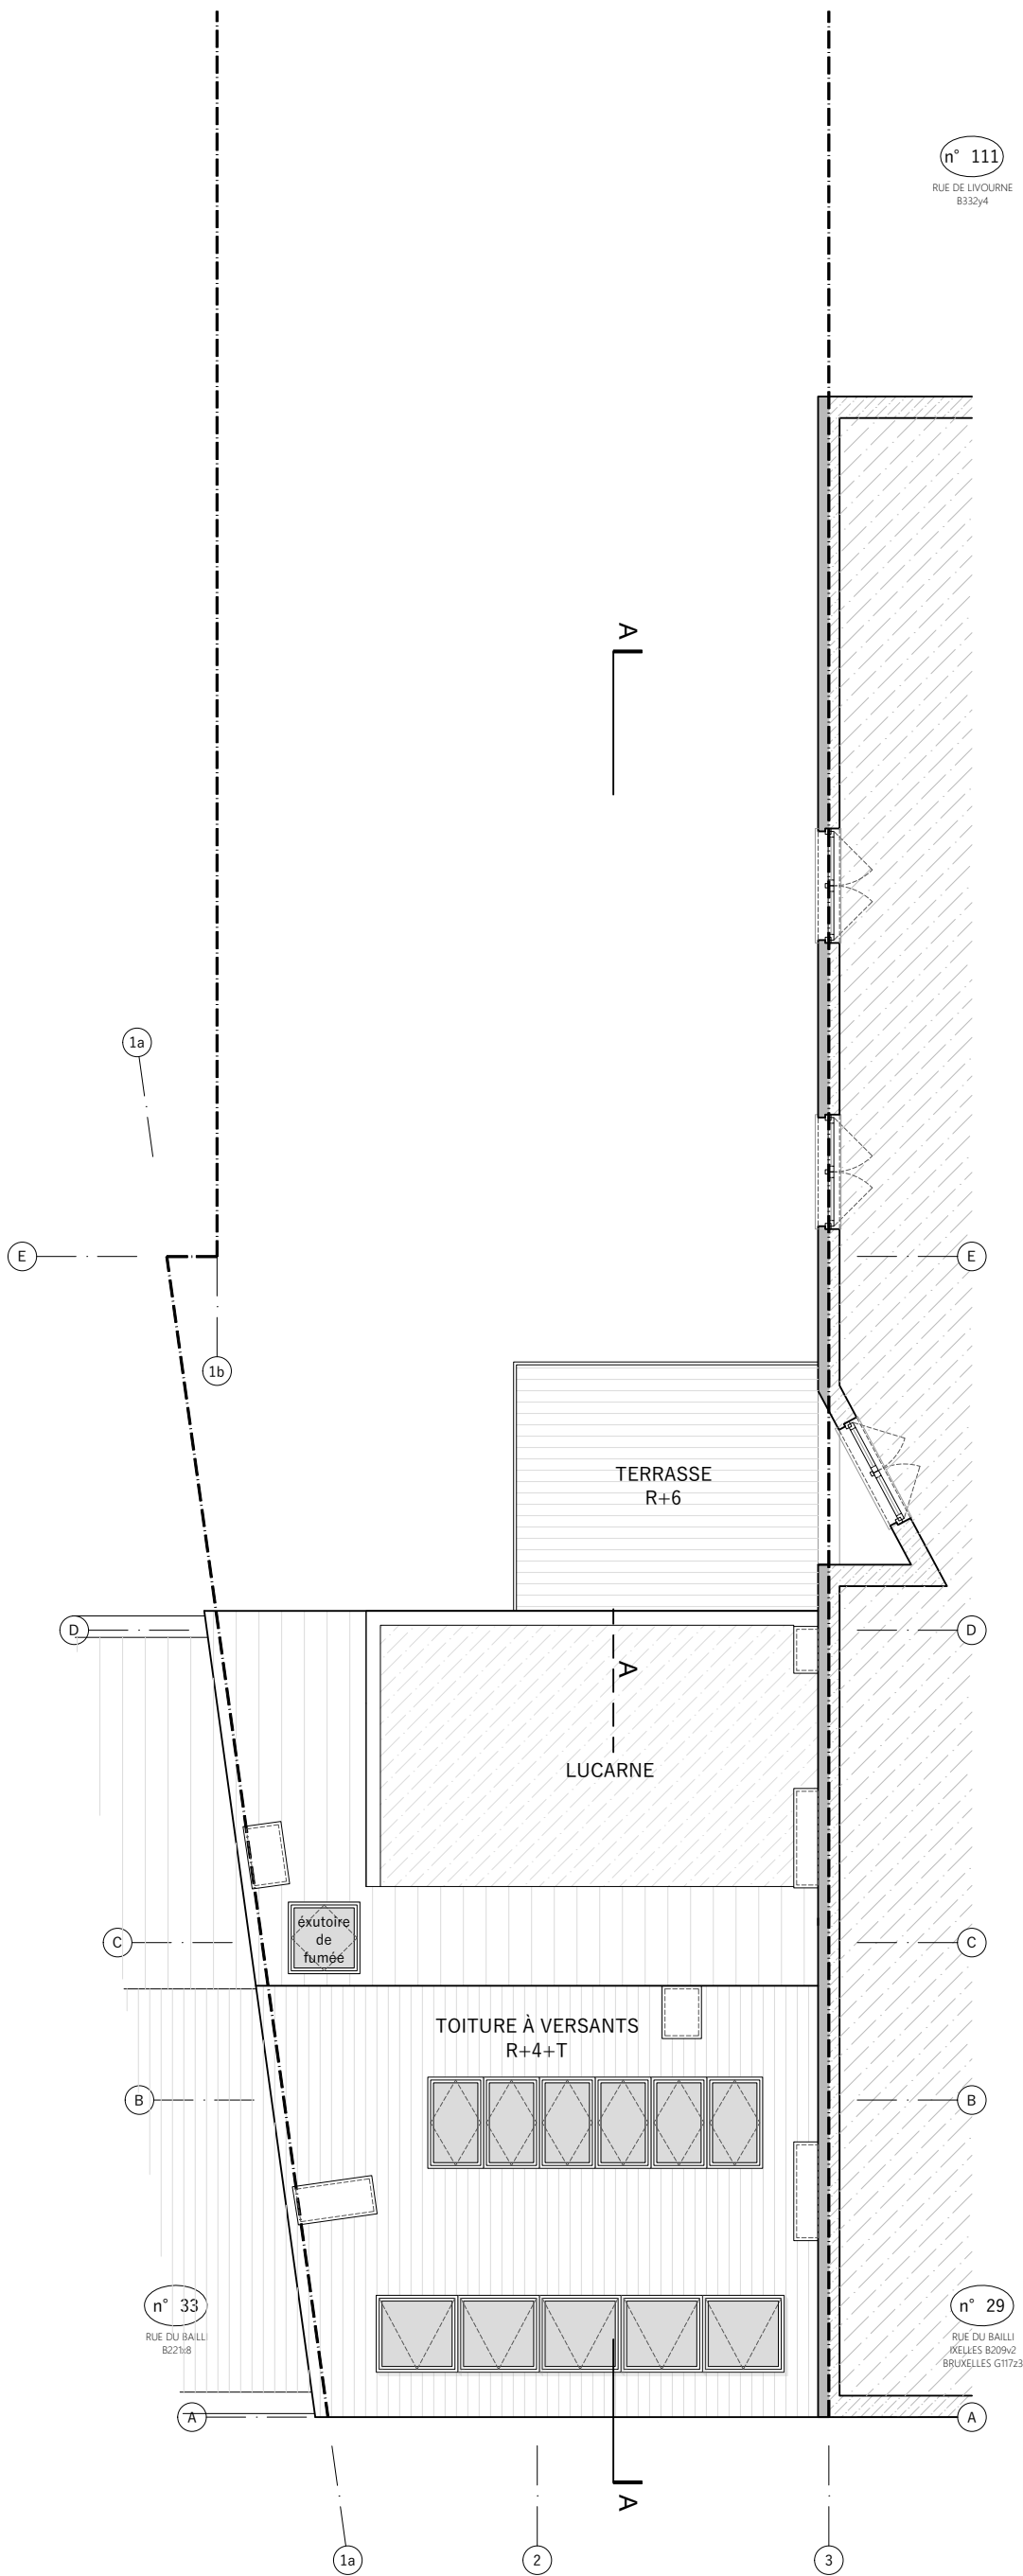 n° 111
RUE DE LIVOURNE
B332y4
A
1a
E
E
1b
TERRASSE
R+6
D
D
A
LUCARNE
éxutoire
de
fumée
C
C
TOITURE À VERSANTS
R+4+T
B
B
n° 33
RUE DU BAILLI
B221x8
n° 29
RUE DU BAILLI
IXELLES B209v2
BRUXELLES G117z3
A
A
A
1a
2
3